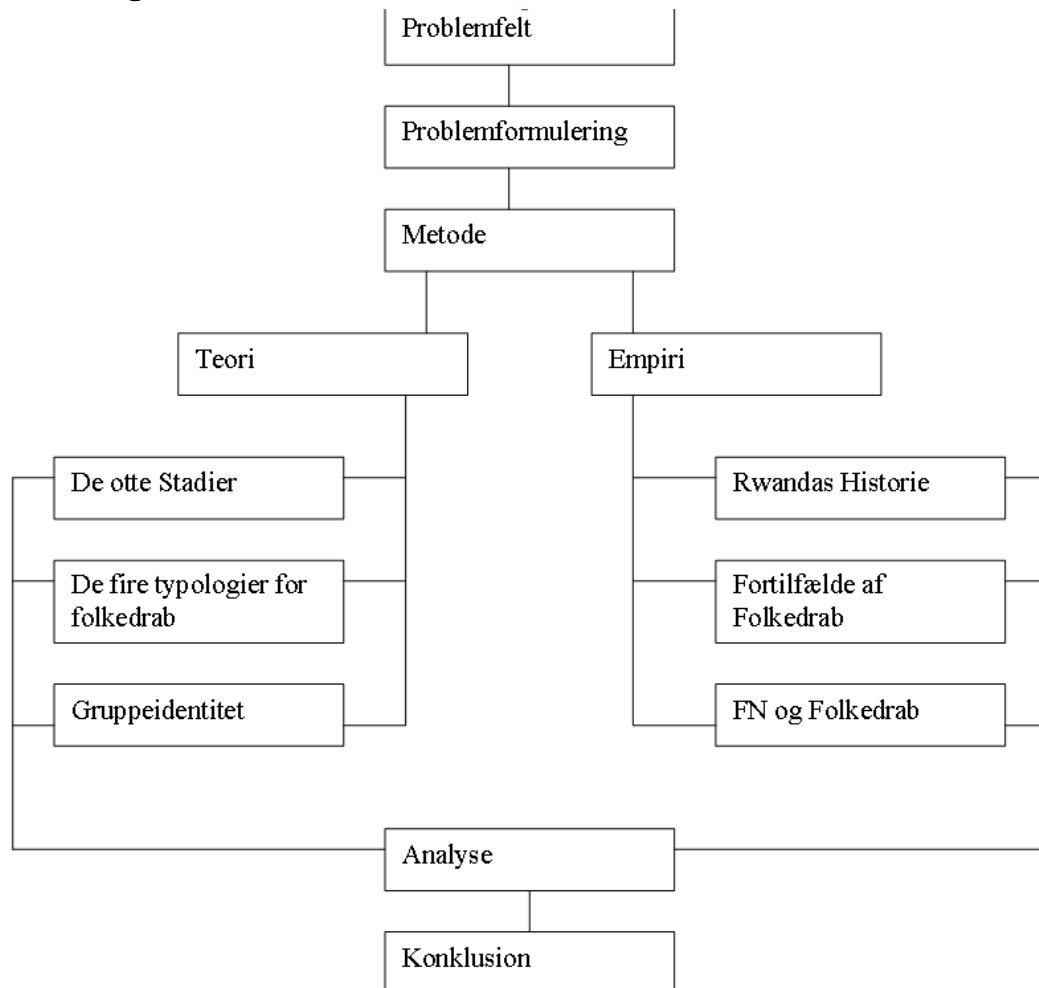 Problemfelt
Problemformulering
Metode
Teori
Empiri
De otte Stadier
Rwandas Historie
De fire typologier for
folkedrab
Fortilfælde af
Folkedrab
Gruppeidentitet
FN og Folkedrab
Analyse
Konklusion